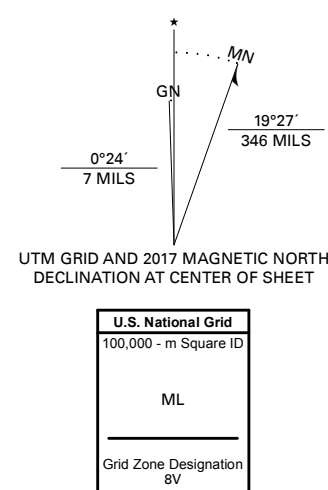 ★
MN
GN
19°27´
346 MILS
0°24´
7 MILS
UTM GRID AND 2017 MAGNETIC NORTH
DECLINATION AT CENTER OF SHEET
U.S. National Grid
100,000 - m Square ID
ML
Grid Zone Designation
8V